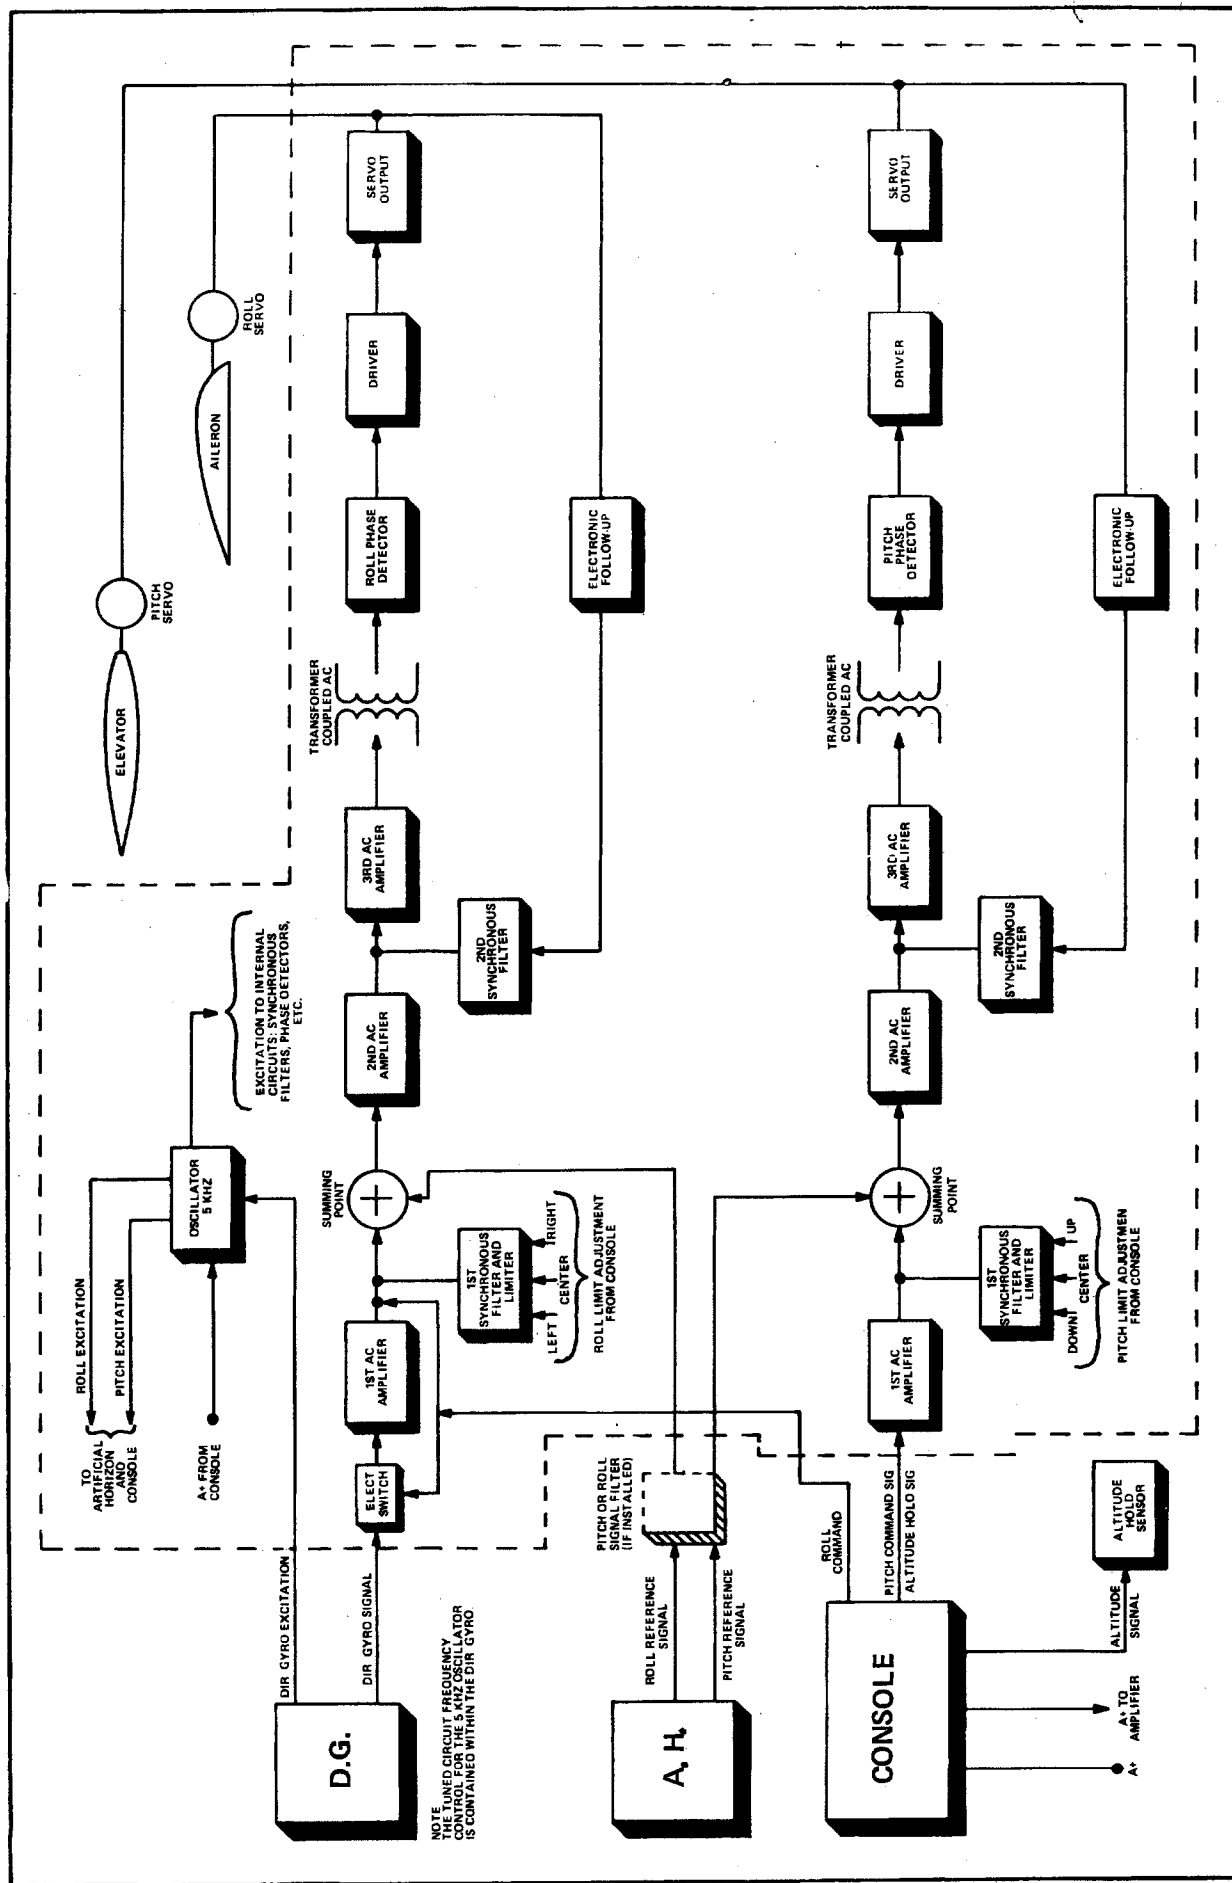 ELEVATOR
PITCH
SERVO
AILERON
ROLL
SERVO
TO
ARTIFICIAL
HORIZON
AND
CONSOLE
ROLL EXCITATION
PITCH EXCITATION
A+ FROM
CONSOLE
OSCILLATOR
5 KHZ
EXCITATION TO INTERNAL
CIRCUITS: SYNCHRONOUS
FILTERS, PHASE DETECTORS,
ETC.
D.G.
DIR GYRO EXCITATION
DIR GYRO SIGNAL
NOTE
THE TUNED CIRCUIT FREQUENCY
CONTROL FOR THE 5 KHZ OSCILLATOR
IS CONTAINED WITHIN THE DIR GYRO.
ELECT
SWITCH
1ST AC
AMPLIFIER
SUMMING
POINT
2ND AC
AMPLIFIER
3RD AC
AMPLIFIER
TRANSFORMER
COUPLED AC
ROLL PHASE
DETECTOR
DRIVER
SERVO
OUTPUT
1ST
SYNCHRONOUS
FILTER AND
LIMITER
LEFT
CENTER
RIGHT
ROLL LIMIT ADJUSTMENT
FROM CONSOLE
2ND
SYNCHRONOUS
FILTER
ELECTRONIC
FOLLOW-UP
A.H.
ROLL REFERENCE
SIGNAL
PITCH REFERENCE
SIGNAL
PITCH OR ROLL
SIGNAL FILTER
(IF INSTALLED)
CONSOLE
ROLL
COMMAND
PITCH COMMAND SIG
ALTITUDE HOLD SIG
1ST AC
AMPLIFIER
SUMMING
POINT
2ND AC
AMPLIFIER
3RD AC
AMPLIFIER
TRANSFORMER
COUPLED AC
PITCH
PHASE
DETECTOR
DRIVER
SERVO
OUTPUT
1ST
SYNCHRONOUS
FILTER AND
LIMITER
DOWN
CENTER
UP
PITCH LIMIT ADJUSTMEN
FROM CONSOLE
2ND
SYNCHRONOUS
FILTER
ELECTRONIC
FOLLOW-UP
A+
A+ TO
AMPLIFIER
ALTITUDE
SIGNAL
ALTITUDE
HOLD
SENSOR